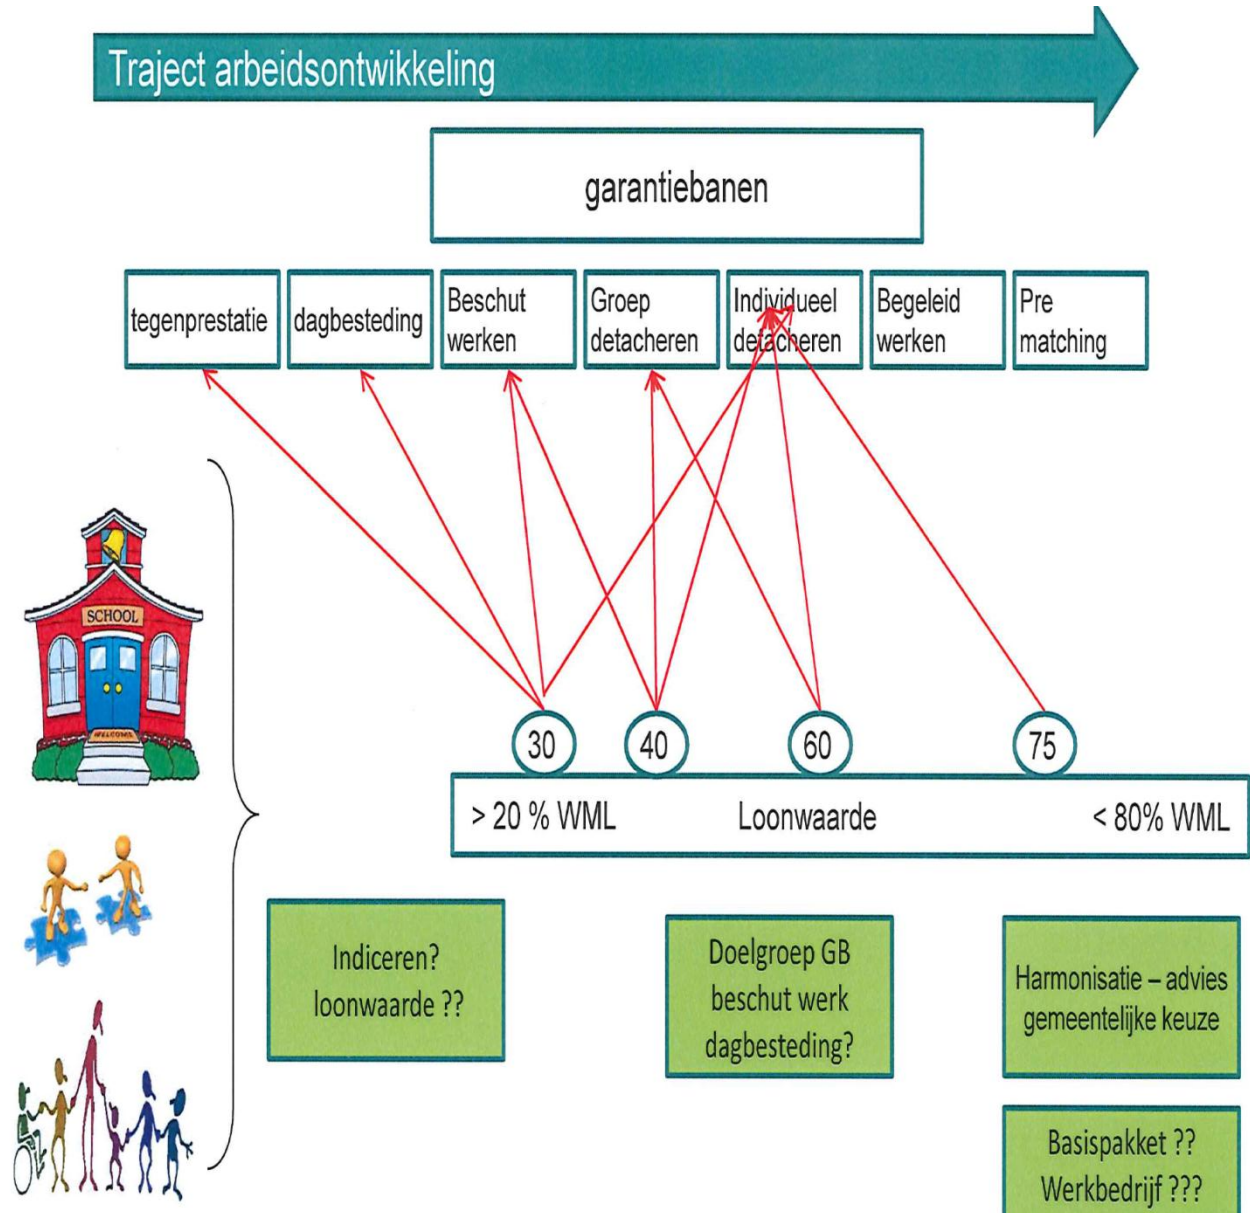 Traject arbeidsontwikkeling
garantiebanen
tegenprestatie
dagbesteding
Beschut
werken
Groep
detacheren
Individueel
detacheren
Begeleid
werken
Pre
matching
SCHOOL
WELCOME
30
40
60
75
> 20 % WML
Loonwaarde
< 80% WML
Indiceren?
loonwaarde ??
Doelgroep GB
beschut werk
dagbesteding?
Harmonisatie – advies
gemeentelijke keuze
Basispakket ??
Werkbedrijf ???